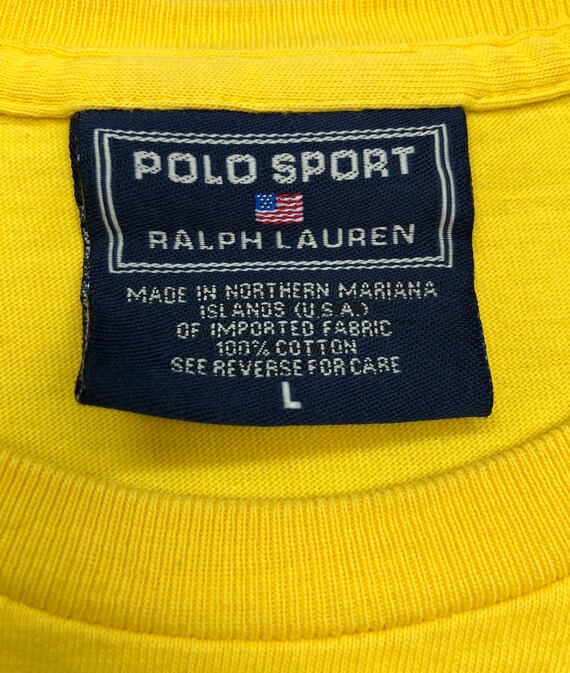 POLO SPORT
RALPH LAUREN
MADE IN NORTHERN MARIANA
ISLANDS (U.S.A.)
OF IMPORTED FABRIC
100% COTTON
SEE REVERSE FOR CARE
L